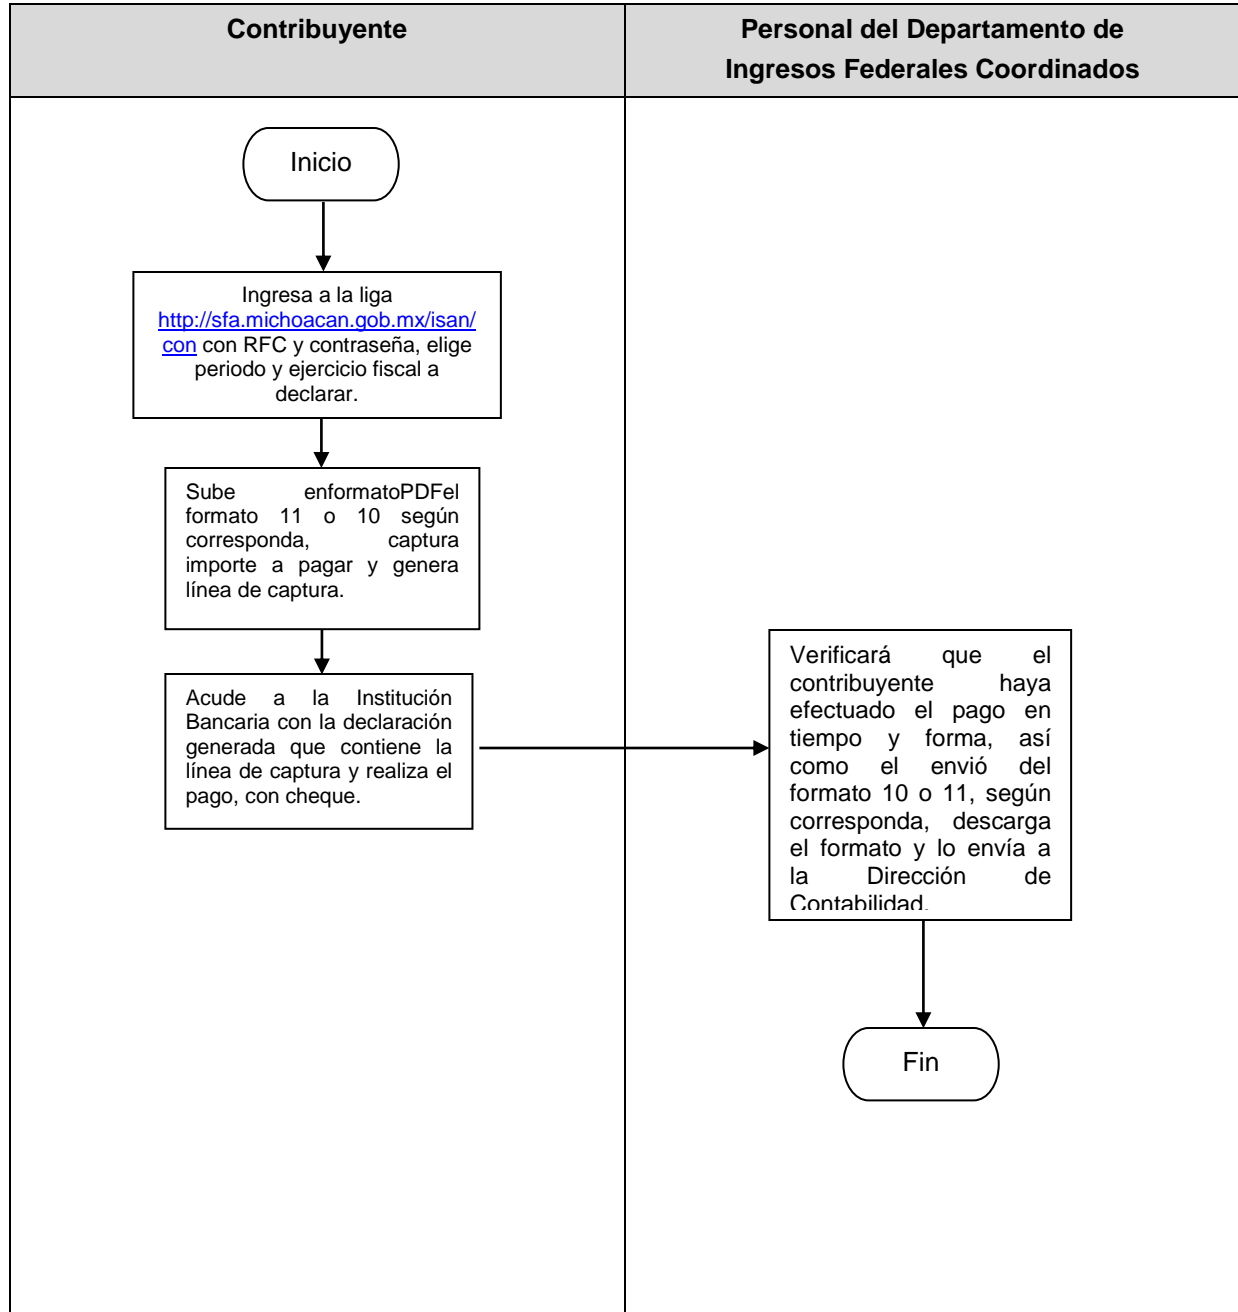 Contribuyente
Personal del Departamento de
Ingresos Federales Coordinados
Inicio
Ingresa a la liga
http://sfa.michoacan.gob.mx/isan/
con con RFC y contraseña, elige
periodo y ejercicio fiscal a
declarar.
Sube enformatoPDFel
formato 11 o 10 según
corresponda, captura
importe a pagar y genera
línea de captura.
Acude a la Institución
Bancaria con la declaración
generada que contiene la
línea de captura y realiza el
pago, con cheque.
Verificará que el
contribuyente haya
efectuado el pago en
tiempo y forma, así
como el envió del
formato 10 o 11, según
corresponda, descarga
el formato y lo envía a
la Dirección de
Contabilidad.
Fin